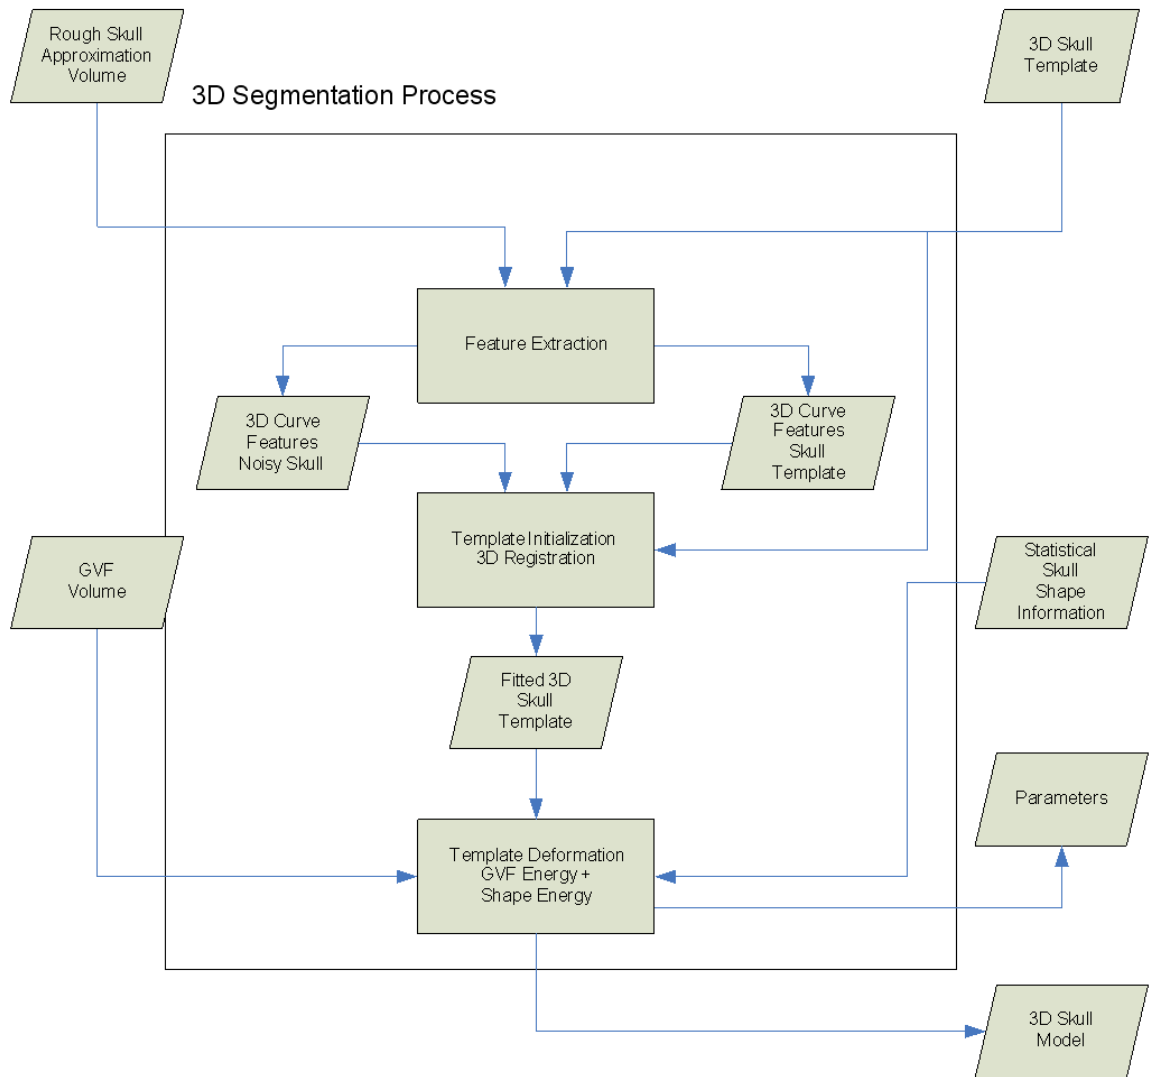 Rough Skull
Approximation
Volume
3D Skull
Template
3D Segmentation Process
Feature Extraction
3D Curve
Features
Noisy Skull
3D Curve
Features
Skull
Template
Template Initialization
3D Registration
GVF
Volume
Statistical
Skull
Shape
Information
Fitted 3D
Skull
Template
Parameters
Template Deformation
GVF Energy +
Shape Energy
3D Skull
Model